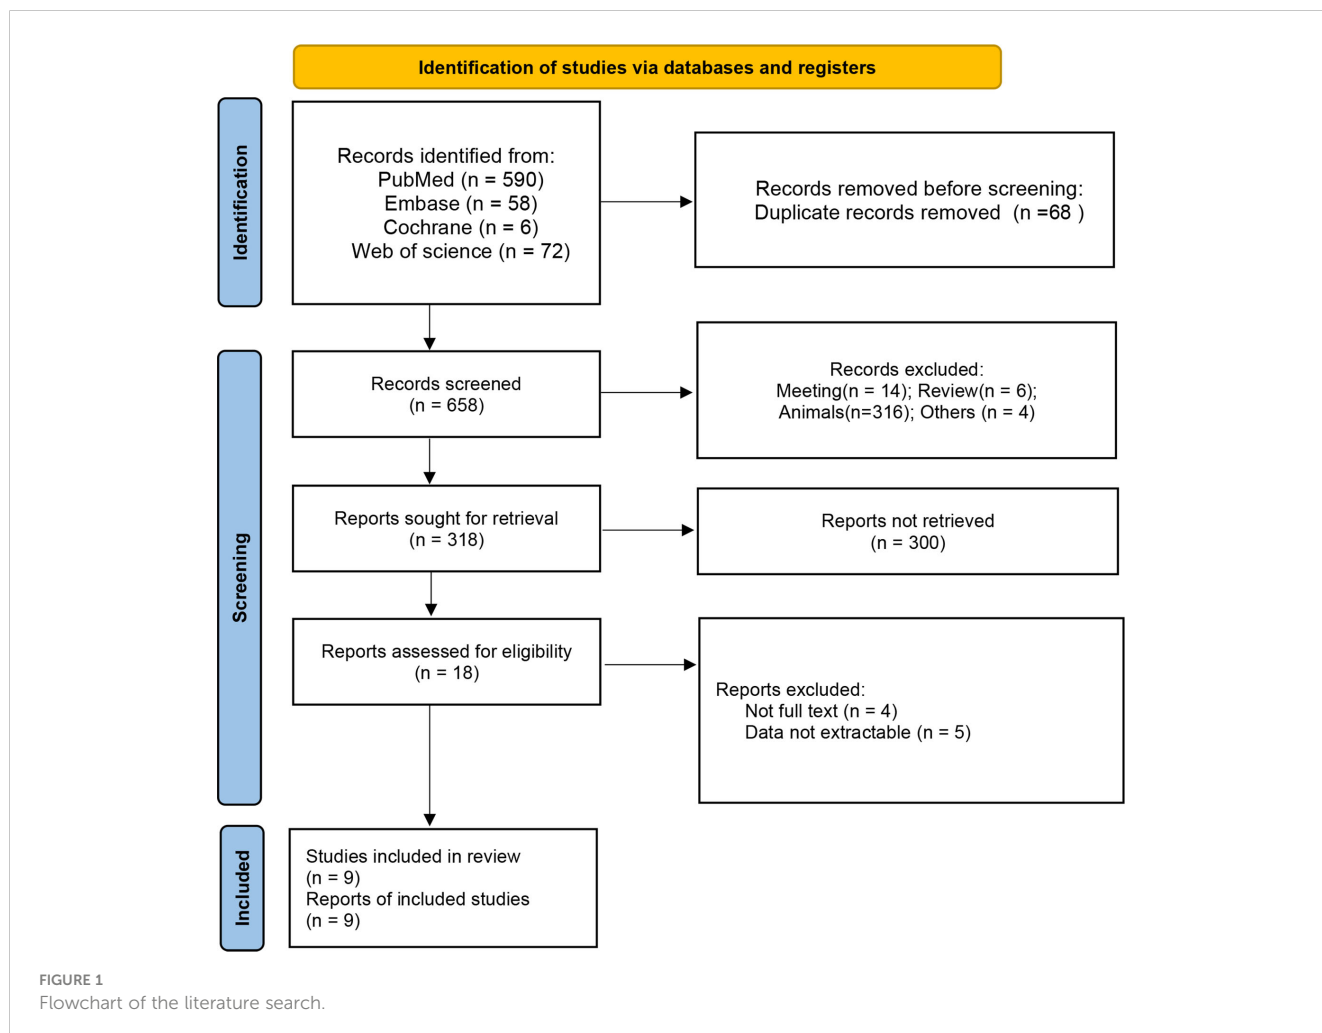 Identification of studies via databases and registers
Identification
Records identified from:
PubMed (n = 590)
Embase (n = 58)
Cochrane (n = 6)
Web of science (n = 72)
Records removed before screening:
Duplicate records removed (n =68 )
Screening
Records screened
(n = 658)
Records excluded:
Meeting(n = 14); Review(n = 6);
Animals(n=316); Others (n = 4)
Reports sought for retrieval
(n = 318)
Reports not retrieved
(n = 300)
Reports assessed for eligibility
(n = 18)
Reports excluded:
Not full text (n = 4)
Data not extractable (n = 5)
Included
Studies included in review
(n = 9)
Reports of included studies
(n = 9)
FIGURE 1
Flowchart of the literature search.